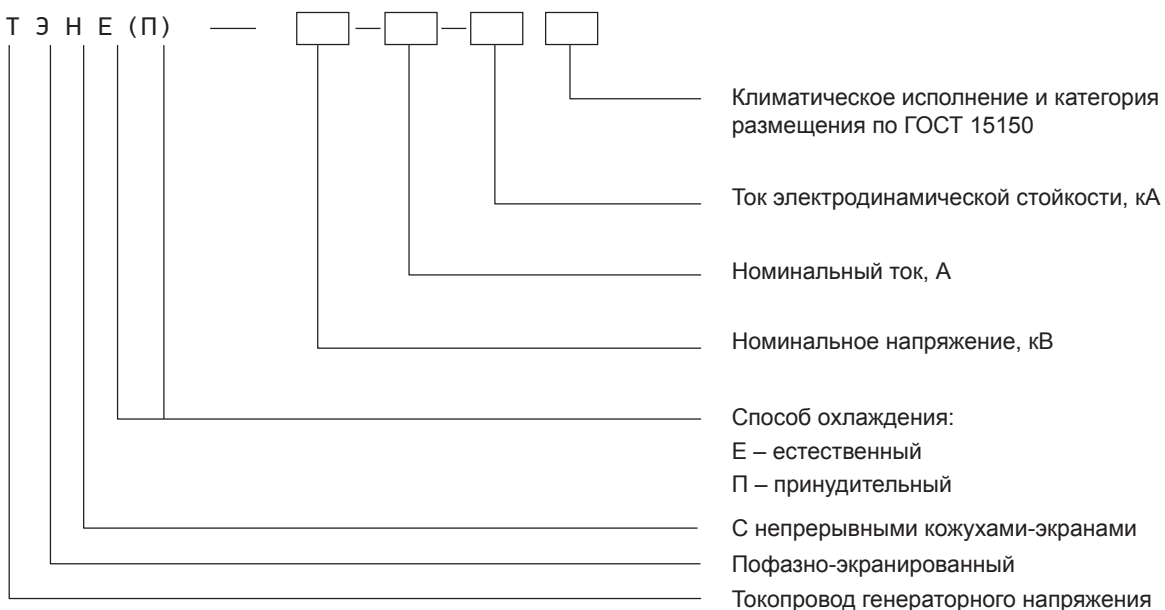 Т Э Н Е (П) — — —
Климатическое исполнение и категория
размещения по ГОСТ 15150
Ток электродинамической стойкости, кА
Номинальный ток, А
Номинальное напряжение, кВ
Способ охлаждения:
Е – естественный
П – принудительный
С непрерывными кожухами-экранами
Пофазно-экранированный
Токопровод генераторного напряжения